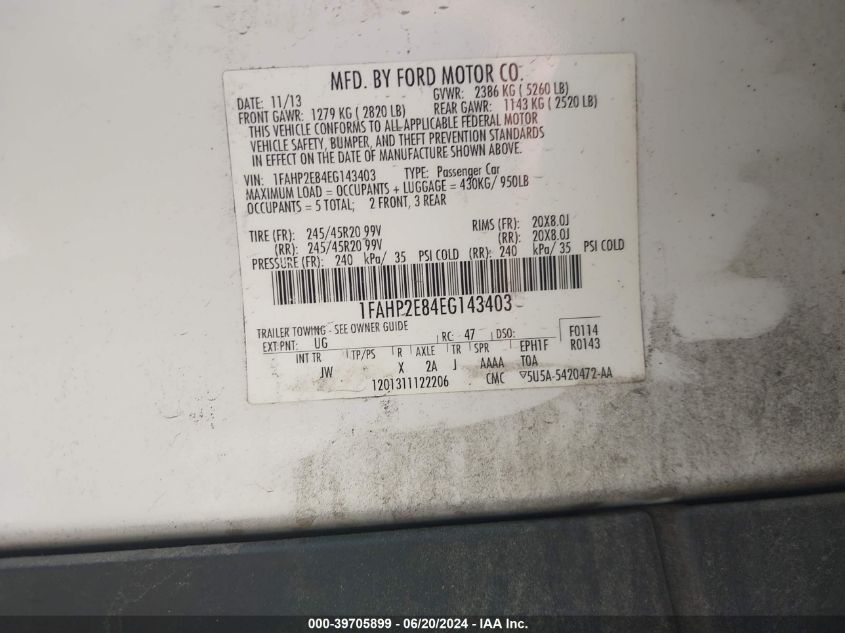 MFD. BY FORD MOTOR CO.
DATE: 11/13 GVWR: 2386 KG ( 5260 LB)
FRONT GAWR: 1279 KG ( 2820 LB) REAR GAWR: 1143 KG ( 2520 LB)
THIS VEHICLE CONFORMS TO ALL APPLICABLE FEDERAL MOTOR
VEHICLE SAFETY, BUMPER, AND THEFT PREVENTION STANDARDS
IN EFFECT ON THE DATE OF MANUFACTURE SHOWN ABOVE.
VIN: 1FAHP2E84EG143403 TYPE: Passenger Car
MAXIMUM LOAD = OCCUPANTS + LUGGAGE = 430KG/ 950LB
OCCUPANTS = 5 TOTAL; 2 FRONT, 3 REAR
TIRE (FR): 245/45R20 99V RIMS (FR): 20X8.0J
(RR): 245/45R20 99V (RR): 20X8.0J
PRESSURE (FR): 240 kPa/ 35 PSI COLD (RR): 240 kPa/ 35 PSI COLD
1FAHP2E84EG143403
TRAILER TOWING - SEE OWNER GUIDE
EXT PNT: UG RC: 47 DSO: F0114
INT TR TP/PS R AXLE TR SPR EPH1F R0143
JW X 2A J AAAA TOA
1201311122206 CMC ▽5U5A-5420472-AA
000-39705899 - 06/20/2024 - IAA Inc.